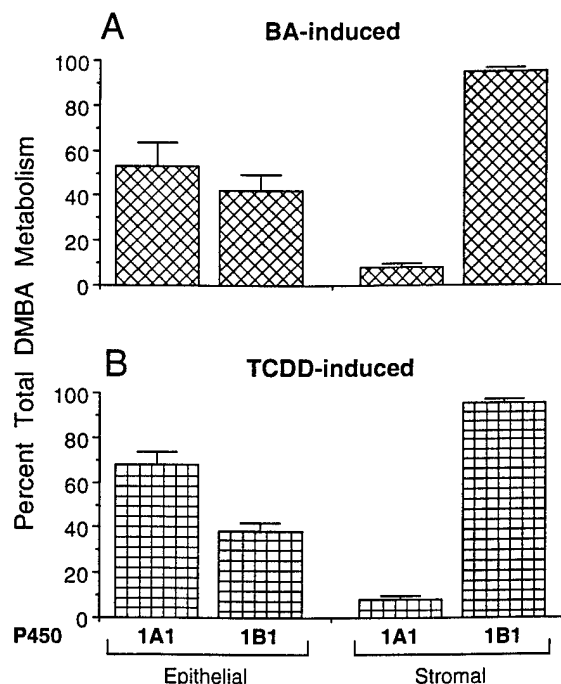 A
BA-induced
100
80
60
40
20
0
Percent Total DMBA Metabolism
B
TCDD-induced
100
80
60
40
20
0
P450 1A1 1B1 1A1 1B1
Epithelial Stromal